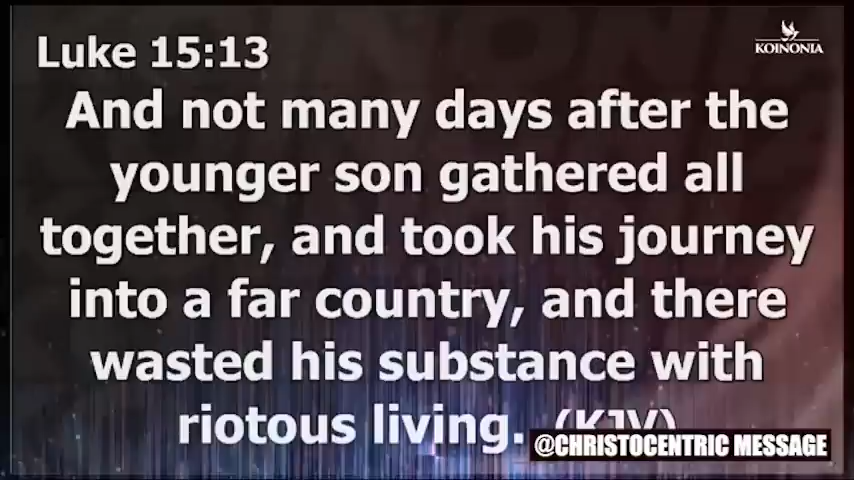 Luke 15:13
KOINONIA
And not many days after the
younger son gathered all
together, and took his journey
into a far country, and there
wasted his substance with
riotous living. (KJV)
@CHRISTOCENTRIC MESSAGE